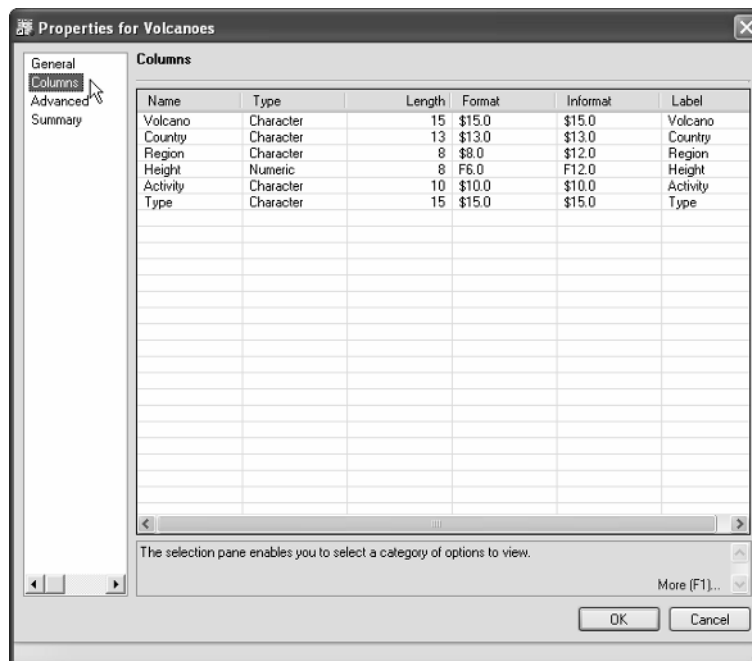 Properties for Volcanoes
General
Columns
Advanced
Summary
Columns
Name Type Length Format Informat Label
Volcano Character 15 $15.0 $15.0 Volcano
Country Character 13 $13.0 $13.0 Country
Region Character 8 $8.0 $12.0 Region
Height Numeric 8 F6.0 F12.0 Height
Activity Character 10 $10.0 $10.0 Activity
Type Character 15 $15.0 $15.0 Type
The selection pane enables you to select a category of options to view.
More (F1)...
OK Cancel